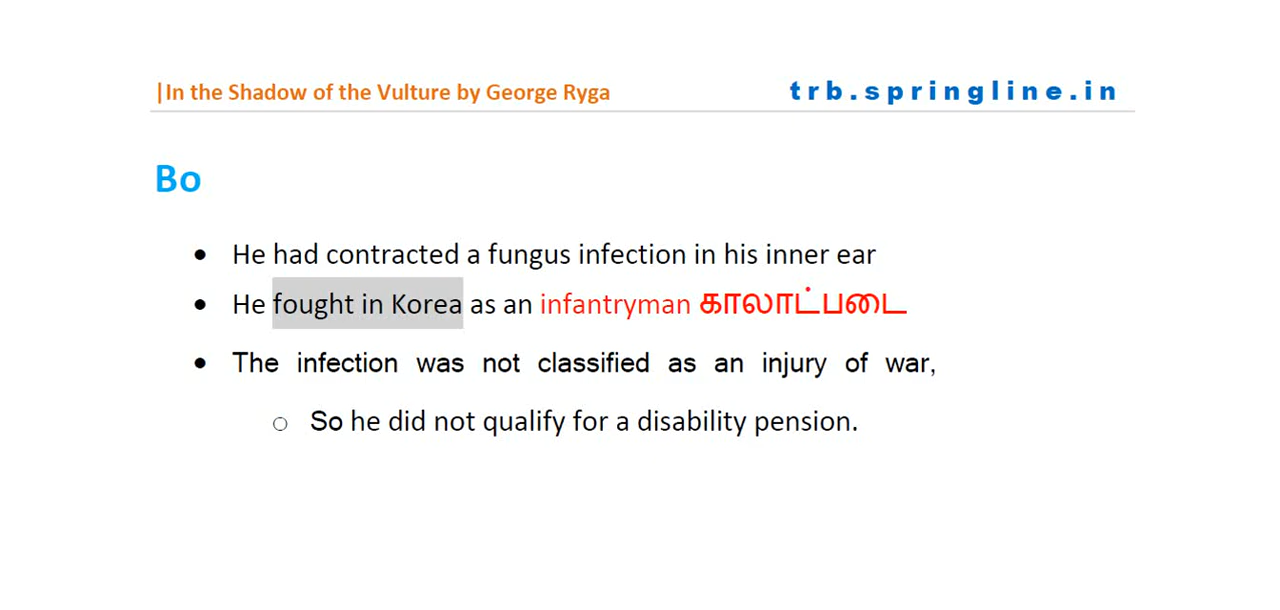 |In the Shadow of the Vulture by George Ryga trb.springline.in
Bo
• He had contracted a fungus infection in his inner ear
• He fought in Korea as an infantryman காலாட்படை
• The infection was not classified as an injury of war,
○ So he did not qualify for a disability pension.